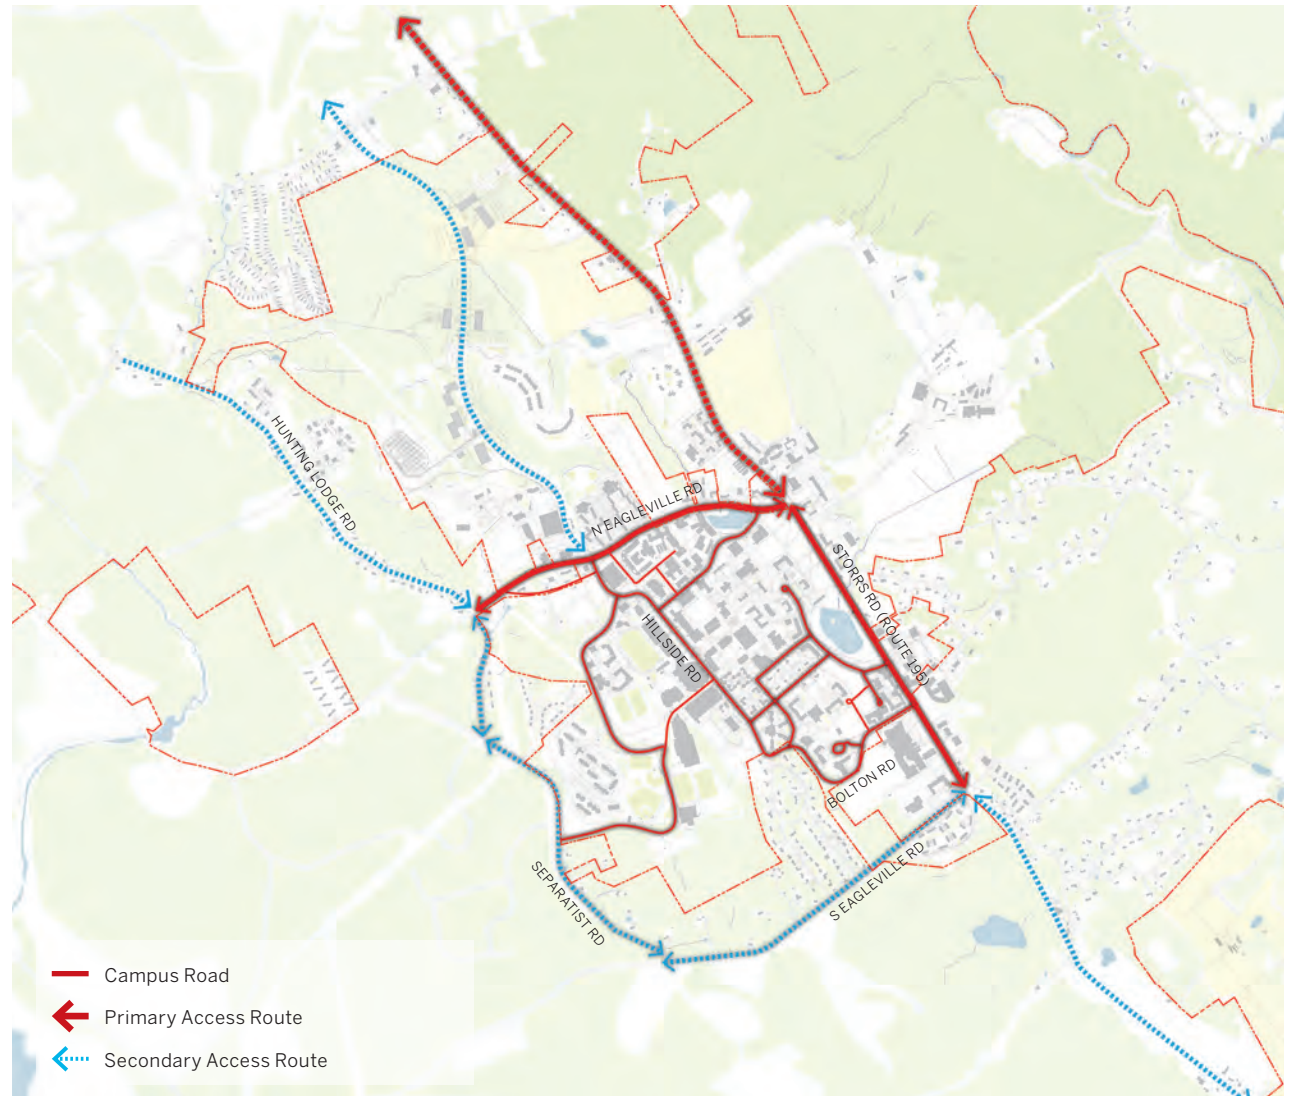 HUNTING LODGE RD
N EAGLEVILLE RD
STORRS RD (ROUTE 195)
HILLSIDE RD
BOLTON RD
S EAGLEVILLE RD
SEPARATIST RD
Campus Road
Primary Access Route
Secondary Access Route